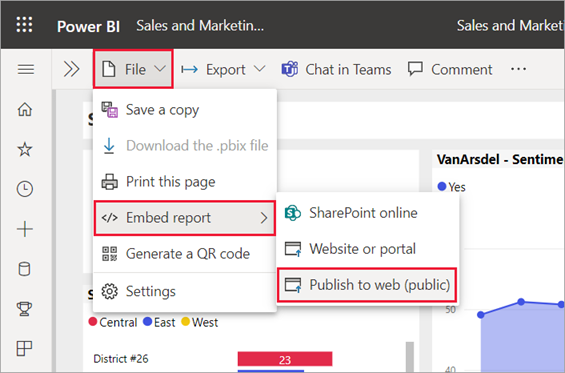 Power BI Sales and Marketin... Sales and Marketin
File Export Chat in Teams Comment ...
S
Save a copy
Download the .pbix file
VanArsdel - Sentime
Print this page
Yes
Embed report
SharePoint online
Generate a QR code
Website or portal
Settings
Publish to web (public)
S
Central East West
50
District #26 23
40